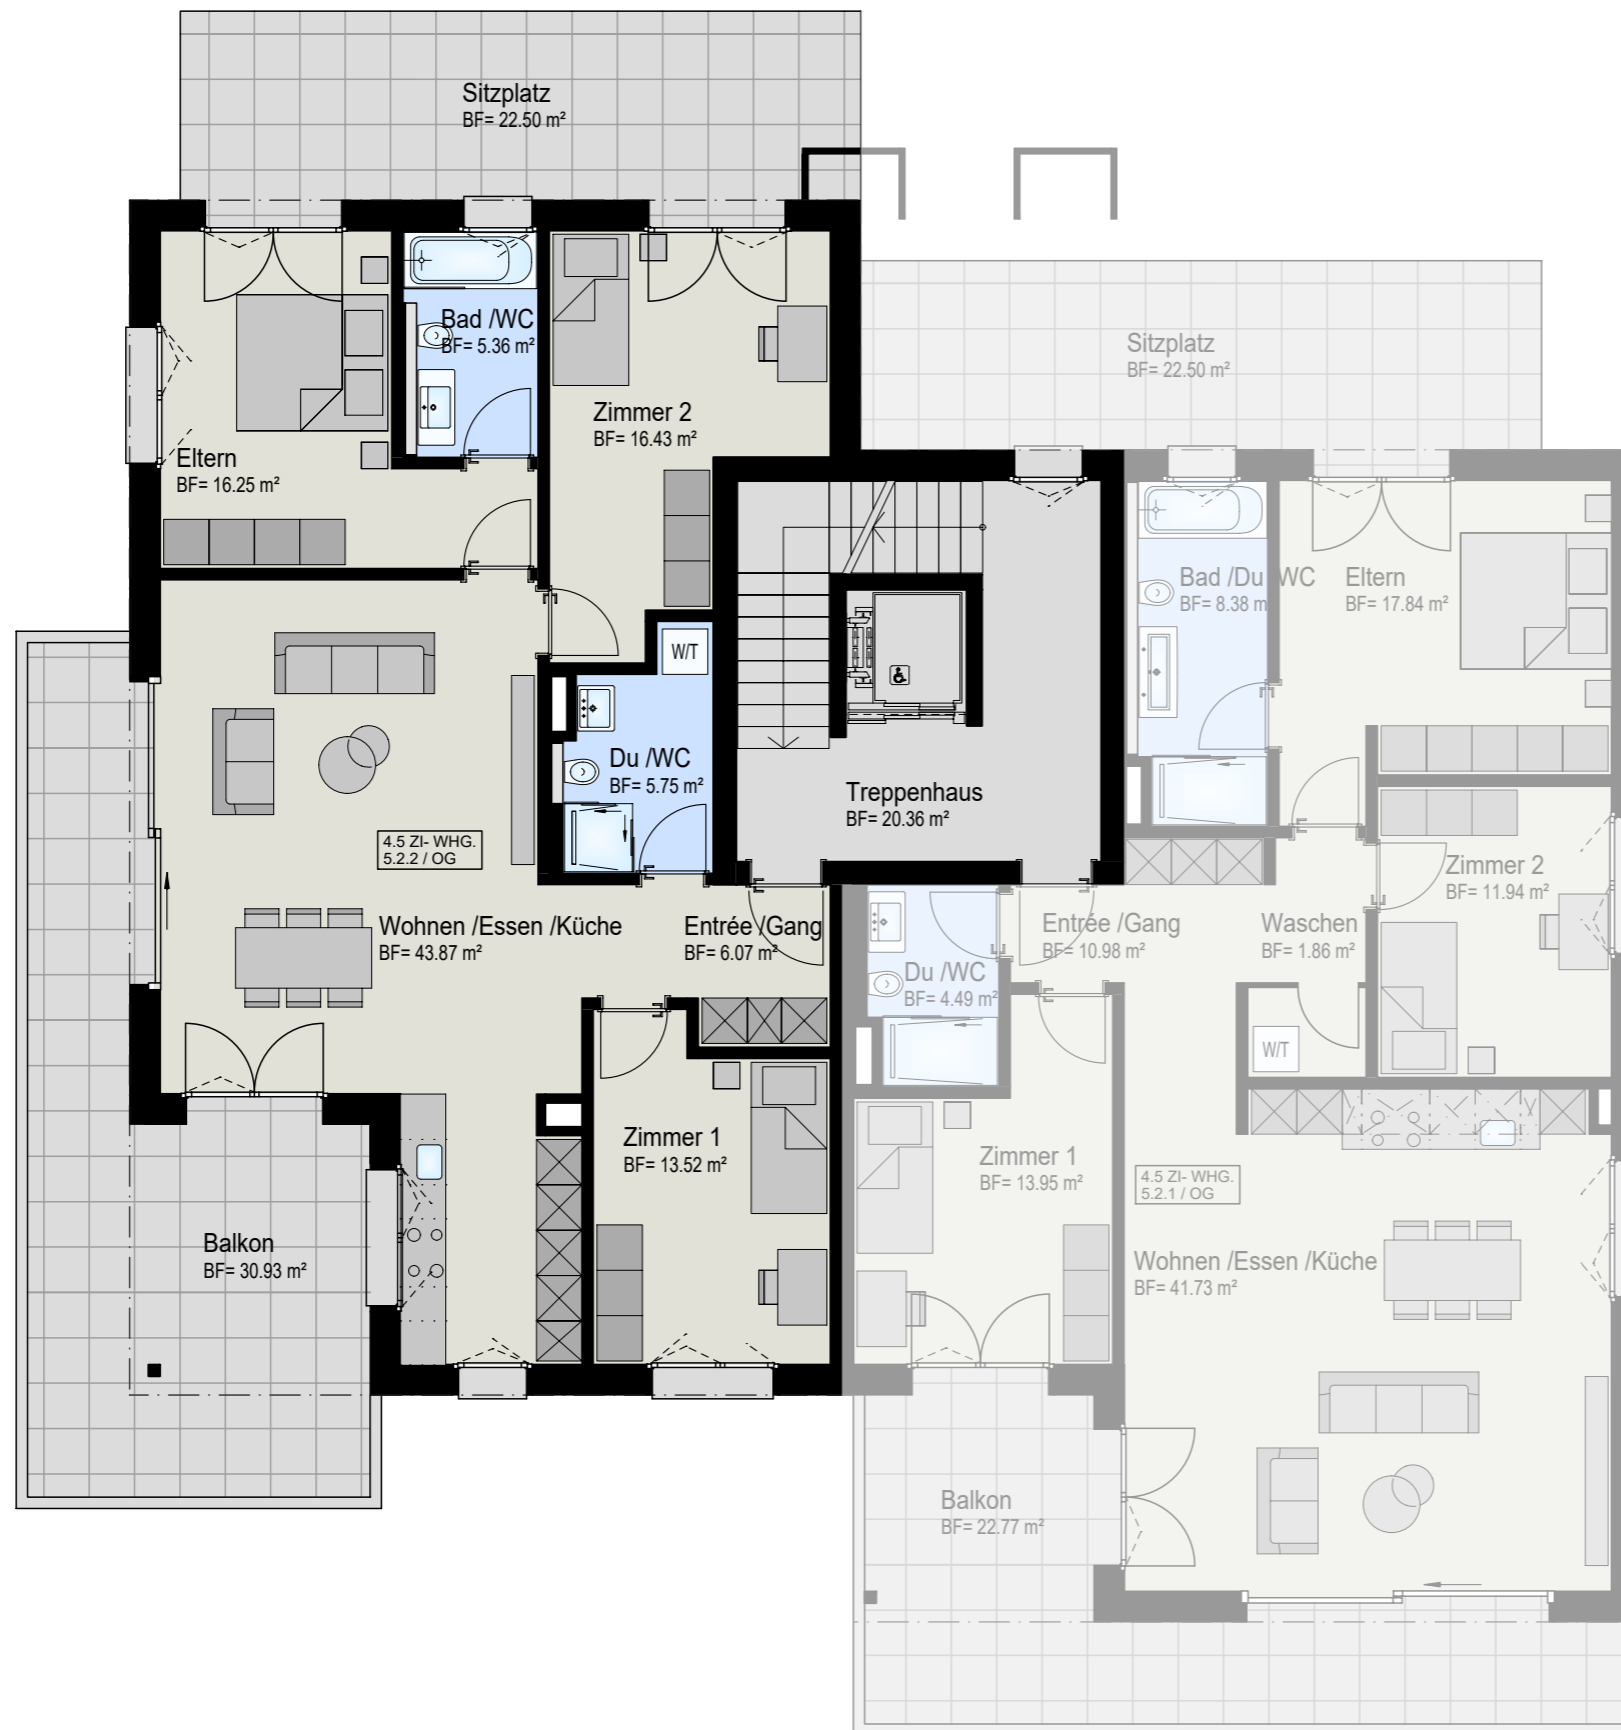 Sitzplatz
BF= 22.50 m²
Bad /WC
BF= 5.36 m²
Zimmer 2
BF= 16.43 m²
Eltern
BF= 16.25 m²
W/T
Du /WC
BF= 5.75 m²
Treppenhaus
BF= 20.36 m²
4.5 ZI- WHG.
5.2.2 / OG
Wohnen /Essen /Küche
BF= 43.87 m²
Entrée /Gang
BF= 6.07 m²
Zimmer 1
BF= 13.52 m²
Balkon
BF= 30.93 m²
Sitzplatz
BF= 22.50 m²
Bad /Du /WC
BF= 8.38 m
Eltern
BF= 17.84 m²
Zimmer 2
BF= 11.94 m²
Entrée /Gang
BF= 10.98 m²
Waschen
BF= 1.86 m²
Du /WC
BF= 4.49 m²
W/T
Zimmer 1
BF= 13.95 m²
4.5 ZI- WHG.
5.2.1 / OG
Wohnen /Essen /Küche
BF= 41.73 m²
Balkon
BF= 22.77 m²